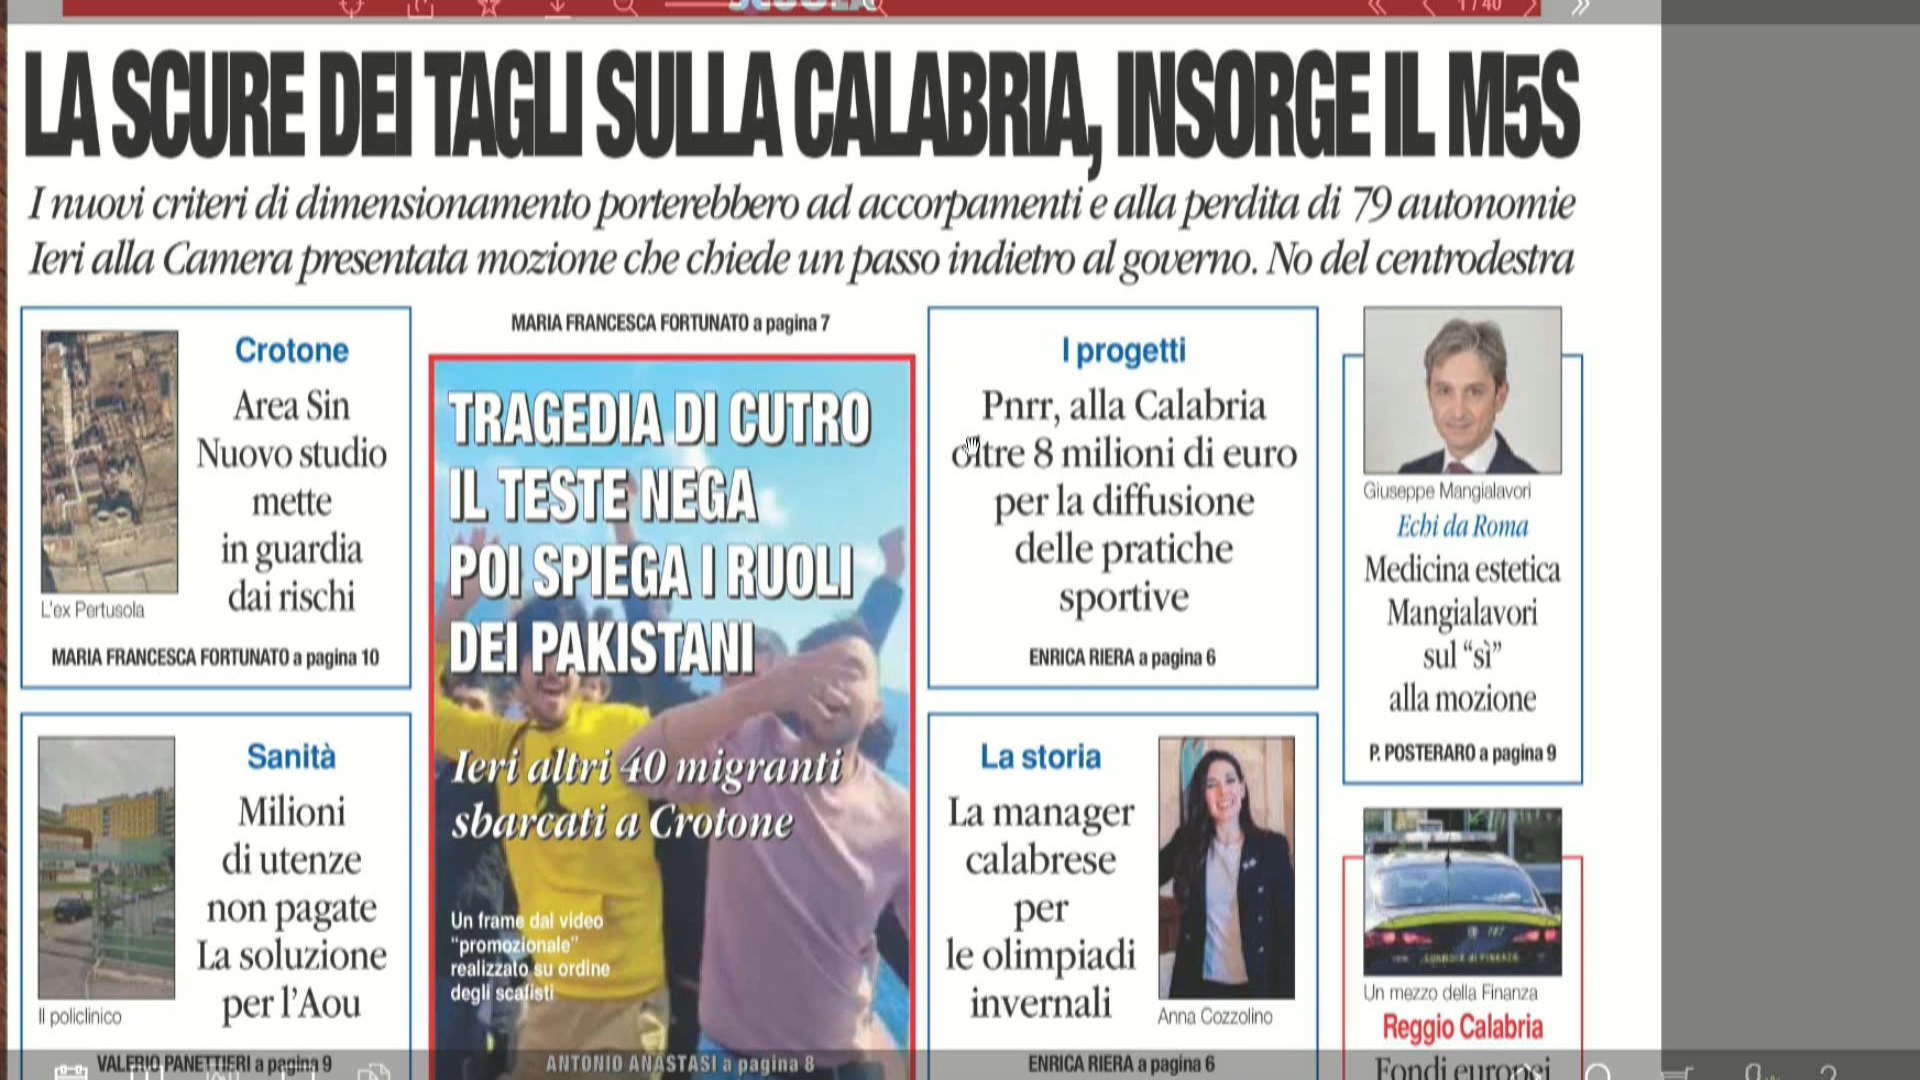 1 / 40
LA SCURE DEI TAGLI SULLA CALABRIA, INSORGE IL M5S
I nuovi criteri di dimensionamento porterebbero ad accorpamenti e alla perdita di 79 autonomie
Ieri alla Camera presentata mozione che chiede un passo indietro al governo. No del centrodestra
Crotone
Area Sin
Nuovo studio
mette
in guardia
dai rischi
L'ex Pertusola
MARIA FRANCESCA FORTUNATO a pagina 10
Sanità
Milioni
di utenze
non pagate
La soluzione
per l'Aou
Il policlinico
VALERIO PANETTIERI a pagina 9
MARIA FRANCESCA FORTUNATO a pagina 7
TRAGEDIA DI CUTRO
IL TESTE NEGA
POI SPIEGA I RUOLI
DEI PAKISTANI
Ieri altri 40 migranti
sbarcati a Crotone
Un frame dal video
“promozionale”
realizzato su ordine
degli scafisti
ANTONIO ANASTASI a pagina 8
I progetti
Pnrr, alla Calabria
oltre 8 milioni di euro
per la diffusione
delle pratiche
sportive
ENRICA RIERA a pagina 6
La storia
La manager
calabrese
per
le olimpiadi
invernali
Anna Cozzolino
ENRICA RIERA a pagina 6
Giuseppe Mangialavori
Echi da Roma
Medicina estetica
Mangialavori
sul “sì”
alla mozione
P. POSTERARO a pagina 9
Un mezzo della Finanza
Reggio Calabria
Fondi europei